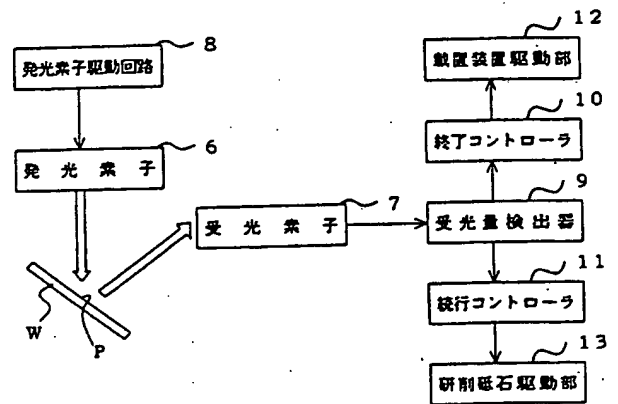 8
発光素子駆動回路
6
発光素子
7
受光素子
W
P
12
載置装置駆動部
10
終了コントローラ
9
受光量検出器
11
続行コントローラ
13
研削砥石駆動部